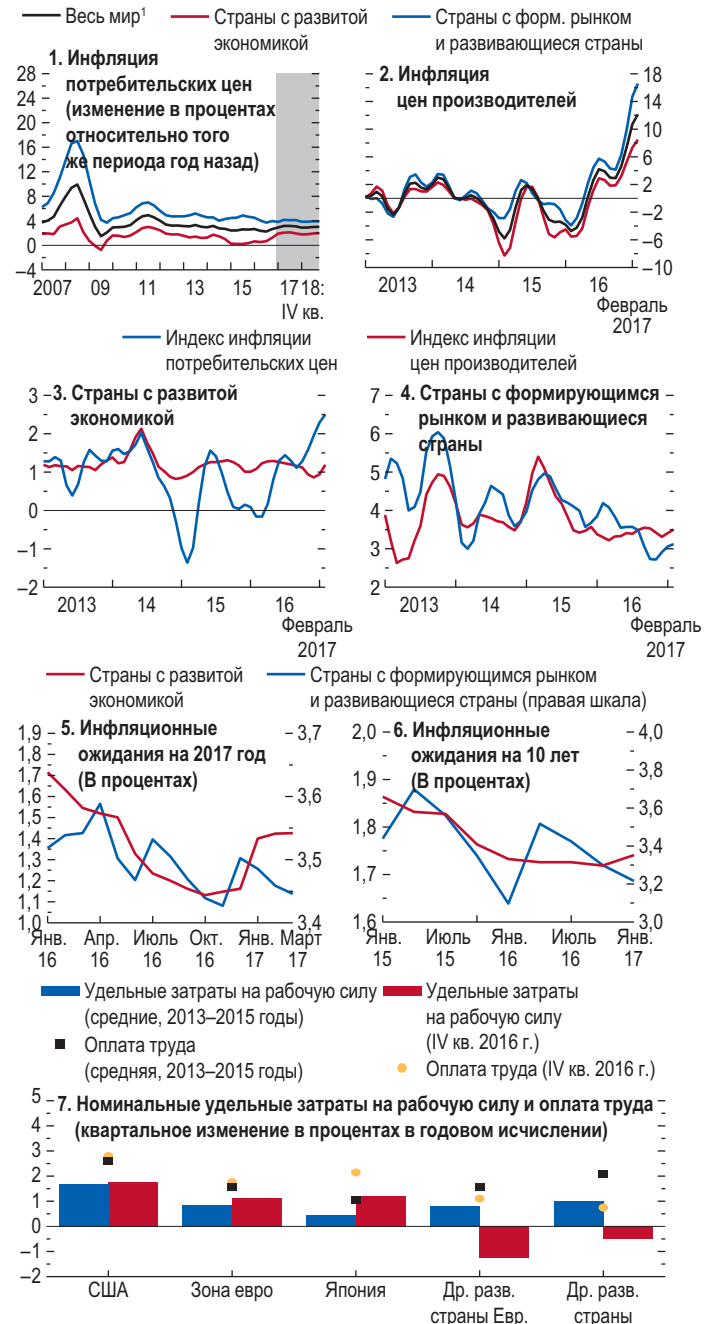 Весь мир¹
Страны с развитой
экономикой
Страны с форм. рынком
и развивающиеся страны
1. Инфляция
потребительских цен
(изменение в процентах
относительно того
же периода год назад)
28
24
20
16
12
8
4
0
–4
2007 09 11 13 15 17 18:
IV кв.
2. Инфляция
цен производителей
18
14
10
6
2
–2
–6
–10
2013 14 15 16
Февраль
2017
Индекс инфляции
потребительских цен
Индекс инфляции
цен производителей
3. Страны с развитой
экономикой
3
2
1
0
–1
–2
2013 14 15 16
Февраль
2017
4. Страны с формирующимся
рынком и развивающиеся
страны
7
6
5
4
3
2
2013 14 15 16
Февраль
2017
Страны с развитой
экономикой
Страны с формирующимся рынком
и развивающиеся страны (правая шкала)
5. Инфляционные
ожидания на 2017 год
(В процентах)
1,9
1,8
1,7
1,6
1,5
1,4
1,3
1,2
1,1
1,0
3,7
3,6
3,5
3,4
Янв. Апр. Июль Окт. Янв. Март
16 16 16 16 17 17
6. Инфляционные
ожидания на 10 лет
(В процентах)
2,0
1,9
1,8
1,7
1,6
4,0
3,8
3,6
3,4
3,2
3,0
Янв. Июль Янв. Июль Янв.
15 15 16 16 17
Удельные затраты на рабочую силу
(средние, 2013–2015 годы)
Удельные затраты
на рабочую силу
(IV кв. 2016 г.)
Оплата труда
(средняя, 2013–2015 годы)
Оплата труда (IV кв. 2016 г.)
7. Номинальные удельные затраты на рабочую силу и оплата труда
(квартальное изменение в процентах в годовом исчислении)
5
4
3
2
1
0
–1
–2
США Зона евро Япония Др. разв. Др. разв.
страны Евр. страны